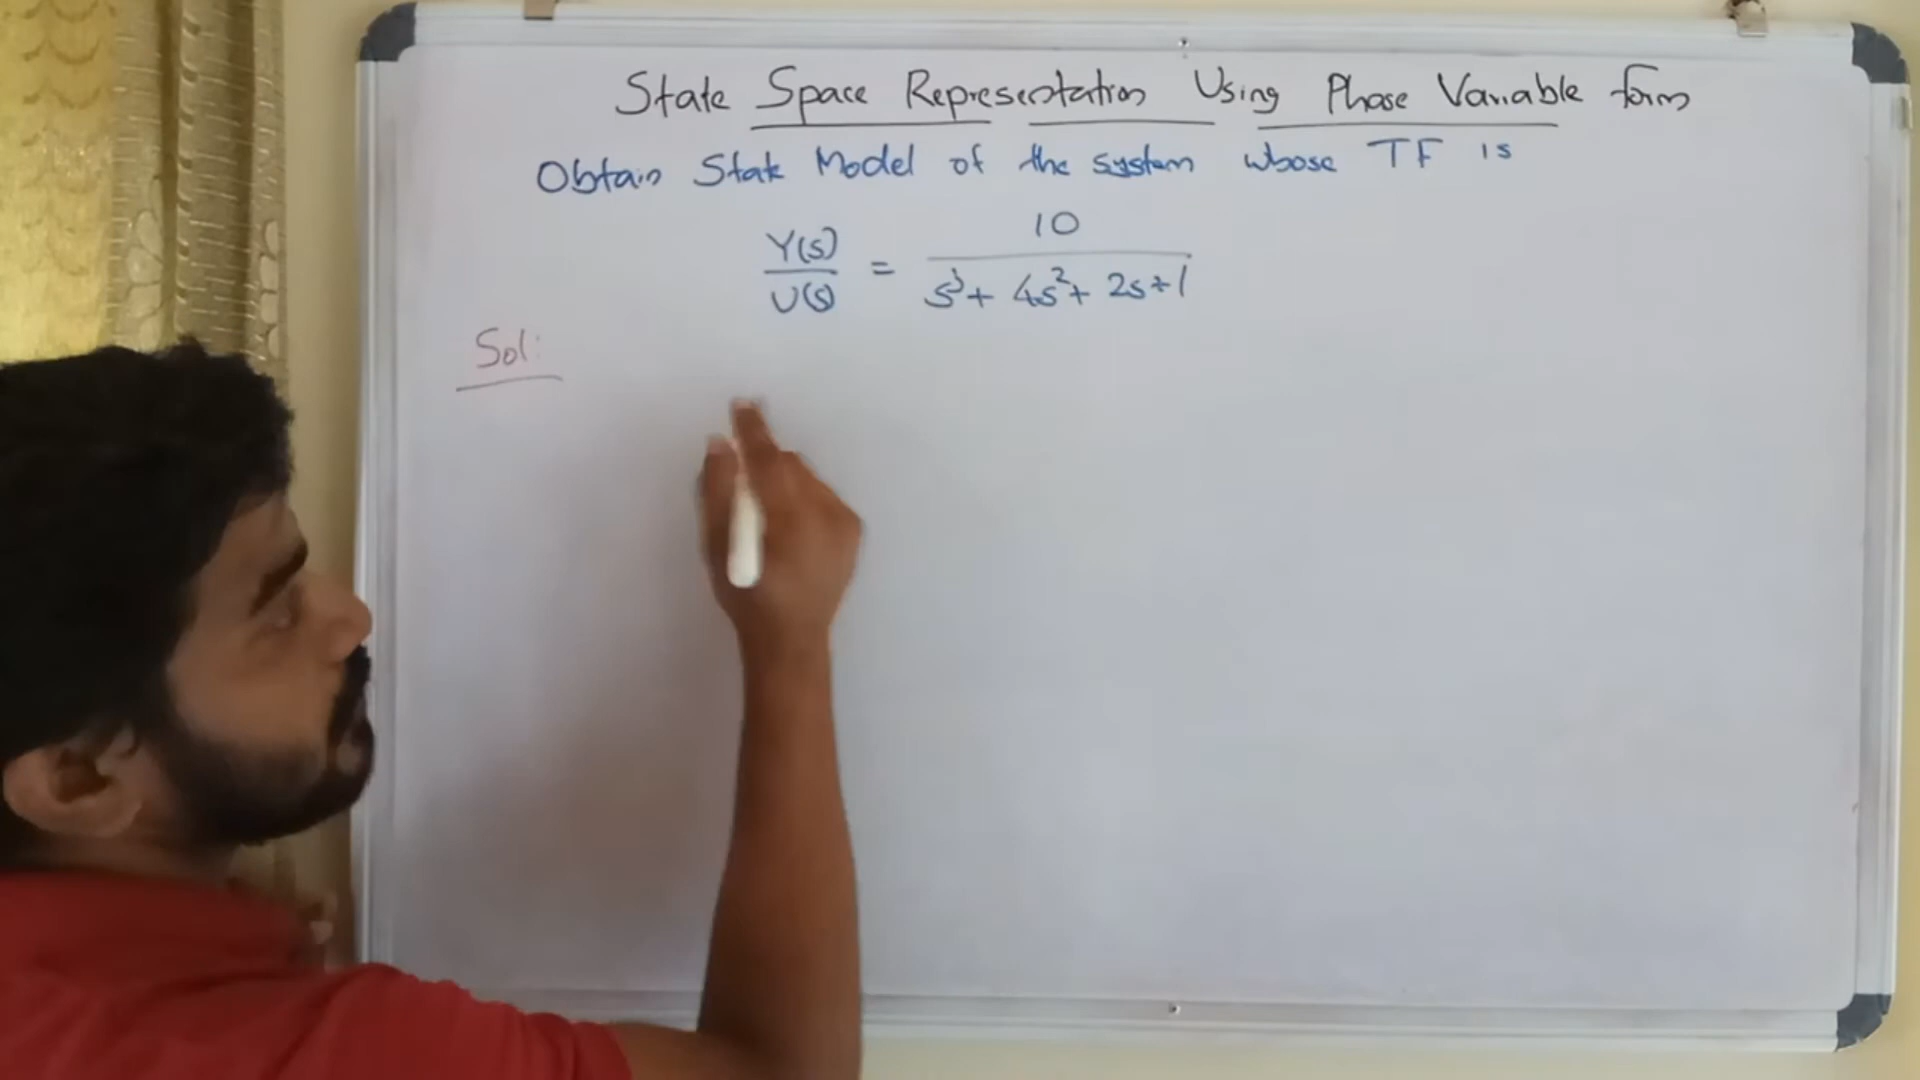 State Space Representation Using Phase Variable form
Obtain State Model of the system whose TF is
Y(s)/U(s) = 10/(s³ + 4s² + 2s + 1)
Sol: